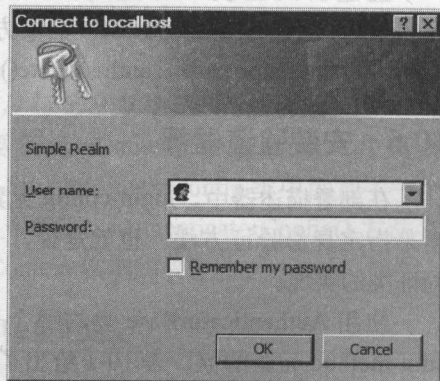 Connect to localhost
Simple Realm
User name:
Password:
Remember my password
OK
Cancel